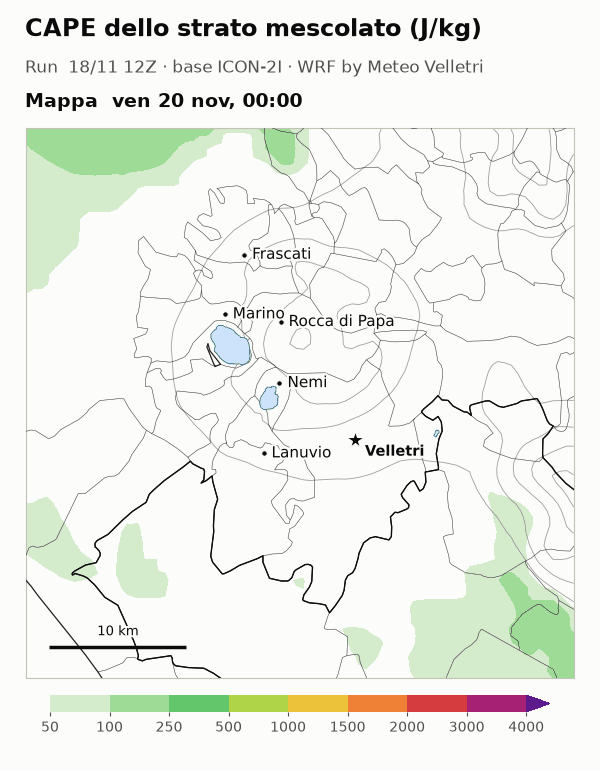 CAPE dello strato mescolato (J/kg)
Run  18/11 12Z · base ICON-2I · WRF by Meteo Velletri
Mappa  ven 20 nov, 00:00
Frascati
Marino
Rocca di Papa
Nemi
Velletri
Lanuvio
10 km
50 100 250 500 1000 1500 2000 3000 4000